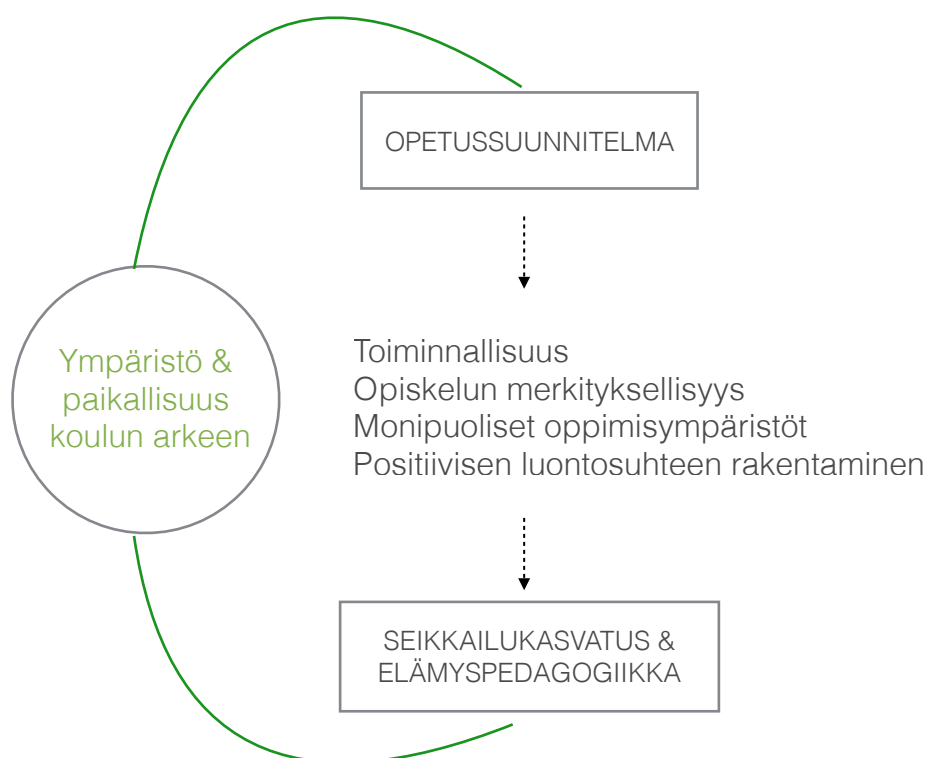 OPETUSSUUNNITELMA
Ympäristö &
paikallisuus
koulun arkeen
Toiminnallisuus
Opiskelun merkityksellisyys
Monipuoliset oppimisympäristöt
Positiivisen luontosuhteen rakentaminen
SEIKKAILUKASVATUS &
ELÄMYSPEDAGOGIIKKA